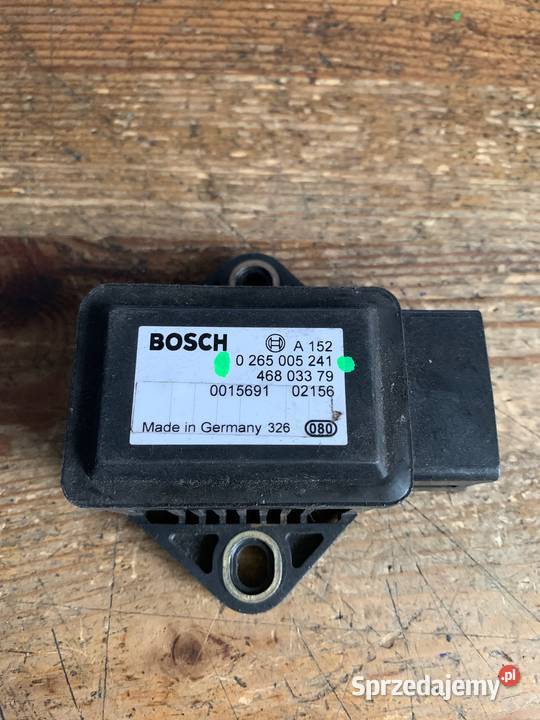 BOSCH A 152
0 265 005 241
468 033 79
0015691 02156
Made in Germany 326 080
Sprzedajemy.pl